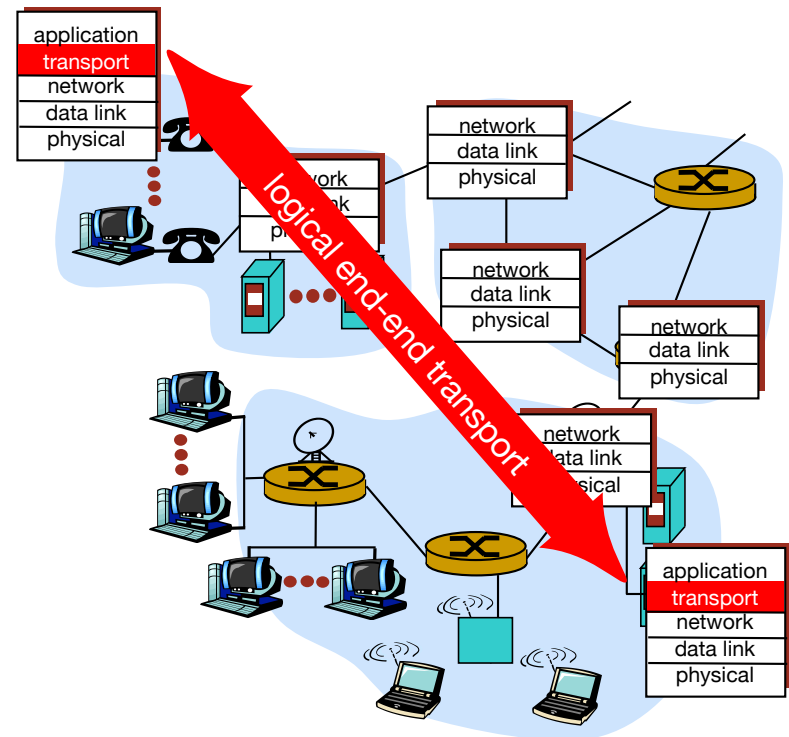 application
transport
network
data link
physical
network
data link
physical
logical end-end transport
network
data link
physical
network
data link
physical
network
data link
physical
application
transport
network
data link
physical